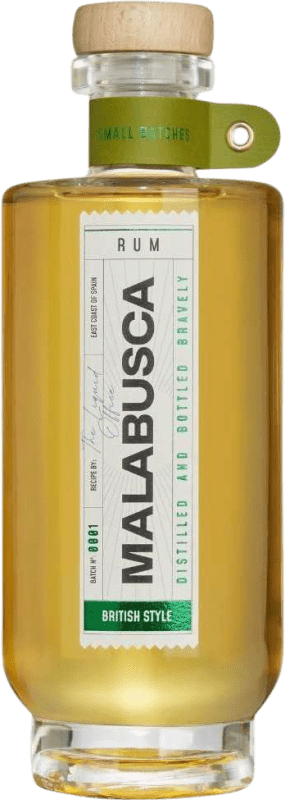 SMALL BATCHES
RUM
EAST COAST OF SPAIN
RECIPE BY: The Liquid Office
BATCH Nº 0001
MALABUSCA
DISTILLED AND BOTTLED BRAVELY
BRITISH STYLE